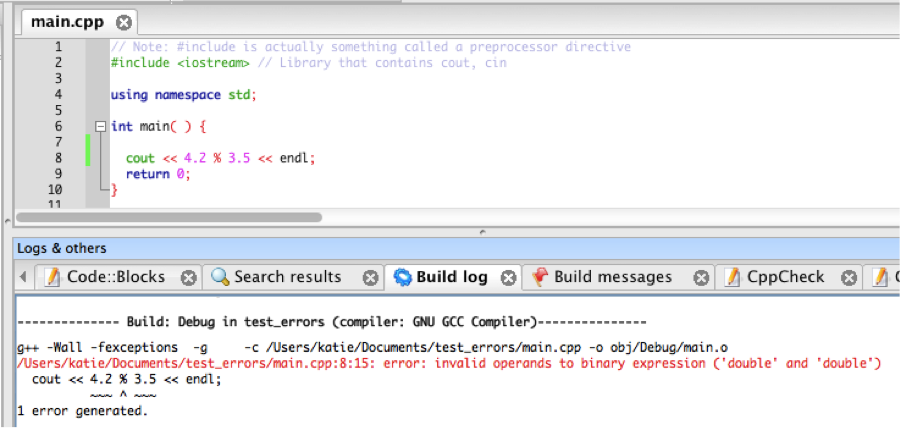 main.cpp
1 // Note: #include is actually something called a preprocessor directive
2 #include <iostream> // Library that contains cout, cin
3
4 using namespace std;
5
6 int main( ) {
7
8 cout << 4.2 % 3.5 << endl;
9 return 0;
10 }
11
Logs & others
Code::Blocks Search results Build log Build messages CppCheck
-------------- Build: Debug in test_errors (compiler: GNU GCC Compiler)---------------
g++ -Wall -fexceptions -g -c /Users/katie/Documents/test_errors/main.cpp -o obj/Debug/main.o
/Users/katie/Documents/test_errors/main.cpp:8:15: error: invalid operands to binary expression ('double' and 'double')
cout << 4.2 % 3.5 << endl;
~~~ ^ ~~~
1 error generated.